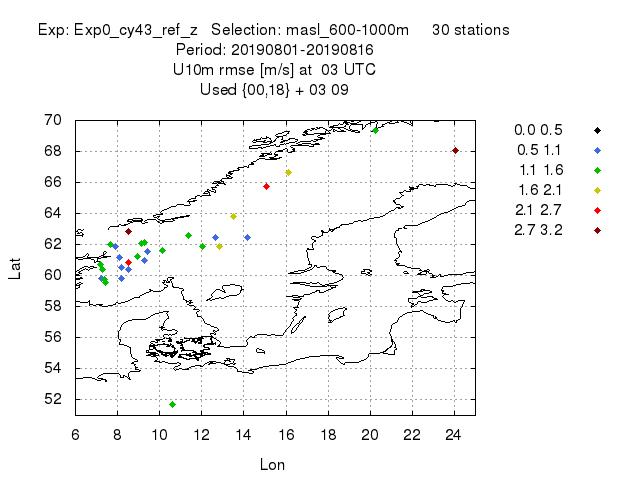 Exp: Exp0_cy43_ref_z Selection: masl_600-1000m 30 stations
Period: 20190801-20190816
U10m rmse [m/s] at 03 UTC
Used {00,18} + 03 09
70
68
66
64
62
60
58
56
54
52
Lat
6 8 10 12 14 16 18 20 22 24
Lon
0.0 0.5
0.5 1.1
1.1 1.6
1.6 2.1
2.1 2.7
2.7 3.2